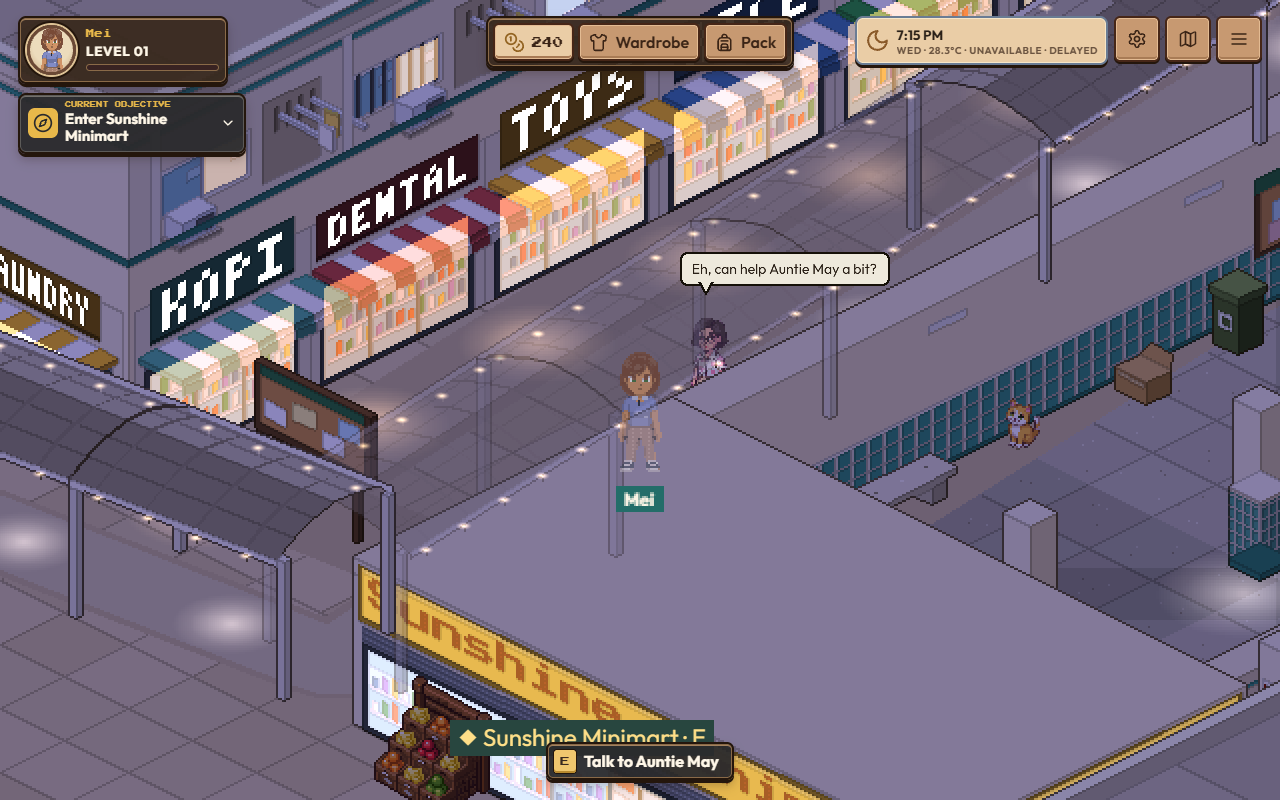 Mei
LEVEL 01
CURRENT OBJECTIVE
Enter Sunshine
Minimart
240
Wardrobe
Pack
7:15 PM
WED · 28.3°C · UNAVAILABLE · DELAYED
TOYS
DENTAL
KOPI
AUNDRY
Eh, can help Auntie May a bit?
Mei
Sunshine
Sunshine Minimart · E
E Talk to Auntie May